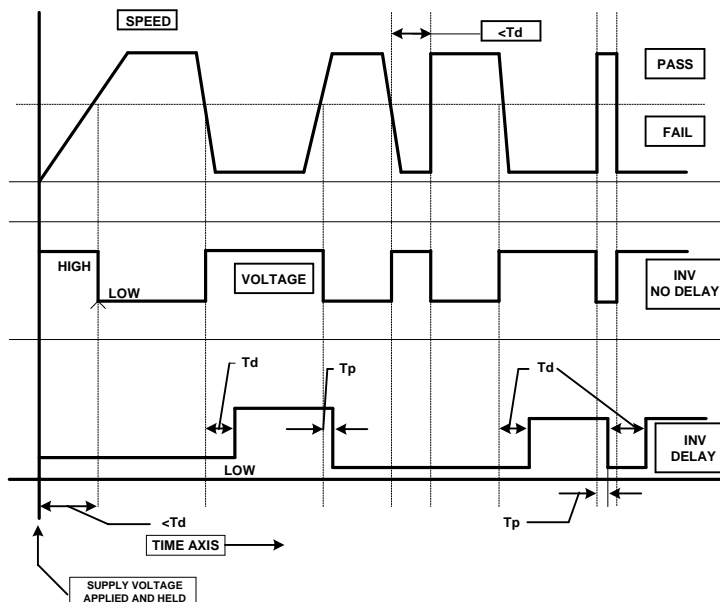 SPEED
<Td
PASS
FAIL
HIGH
LOW
VOLTAGE
INV
NO DELAY
Td
Tp
Td
LOW
INV
DELAY
<Td
TIME AXIS
Tp
SUPPLY VOLTAGE
APPLIED AND HELD